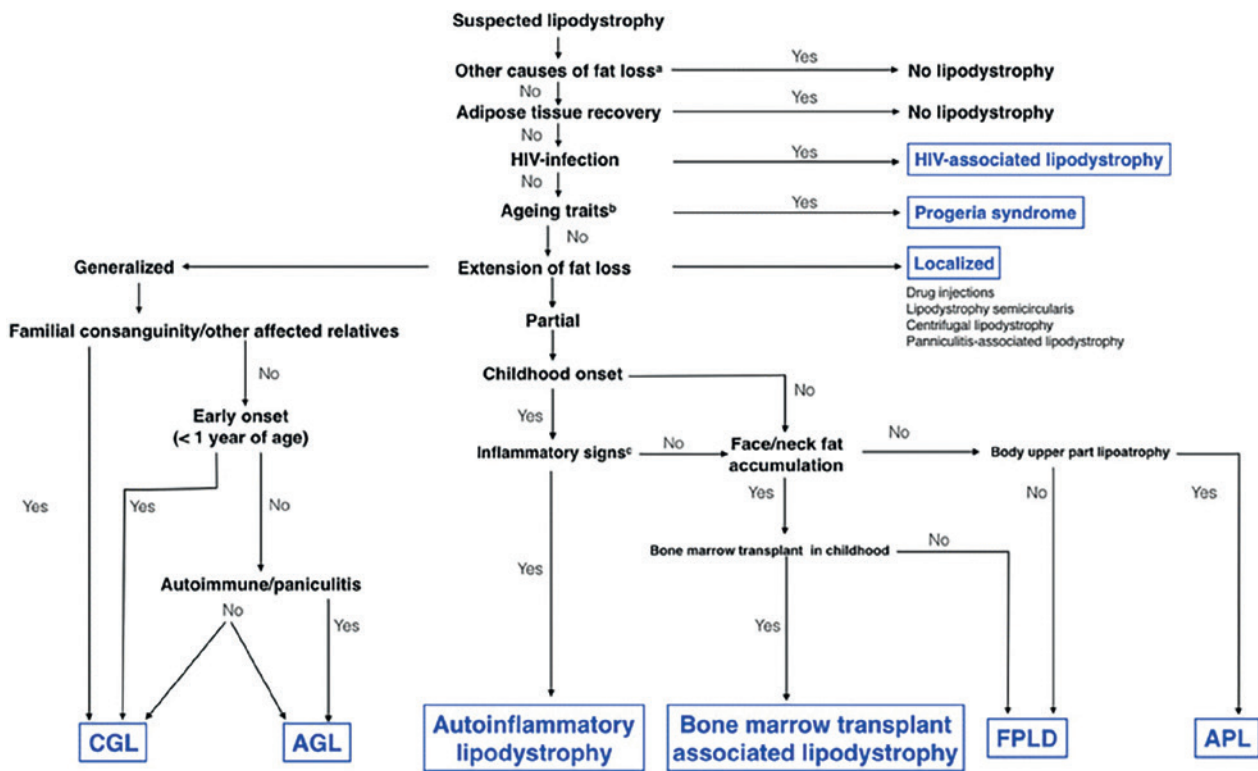 Suspected lipodystrophy
Other causes of fat lossᵃ
Yes
No lipodystrophy
No
Adipose tissue recovery
Yes
No lipodystrophy
No
HIV-infection
Yes
HIV-associated lipodystrophy
No
Ageing traitsᵇ
Yes
Progeria syndrome
No
Generalized
Extension of fat loss
Localized
Drug injections
Lipodystrophy semicircularis
Centrifugal lipodystrophy
Panniculitis-associated lipodystrophy
Partial
Familial consanguinity/other affected relatives
Childhood onset
No
No
Early onset
(< 1 year of age)
Yes
Inflammatory signsᶜ
No
Face/neck fat
accumulation
No
Body upper part lipoatrophy
Yes
Yes
No
Yes
No
Yes
Bone marrow transplant in childhood
No
Yes
Autoimmune/paniculitis
No
Yes
Yes
CGL
AGL
Autoinflammatory
lipodystrophy
Bone marrow transplant
associated lipodystrophy
FPLD
APL